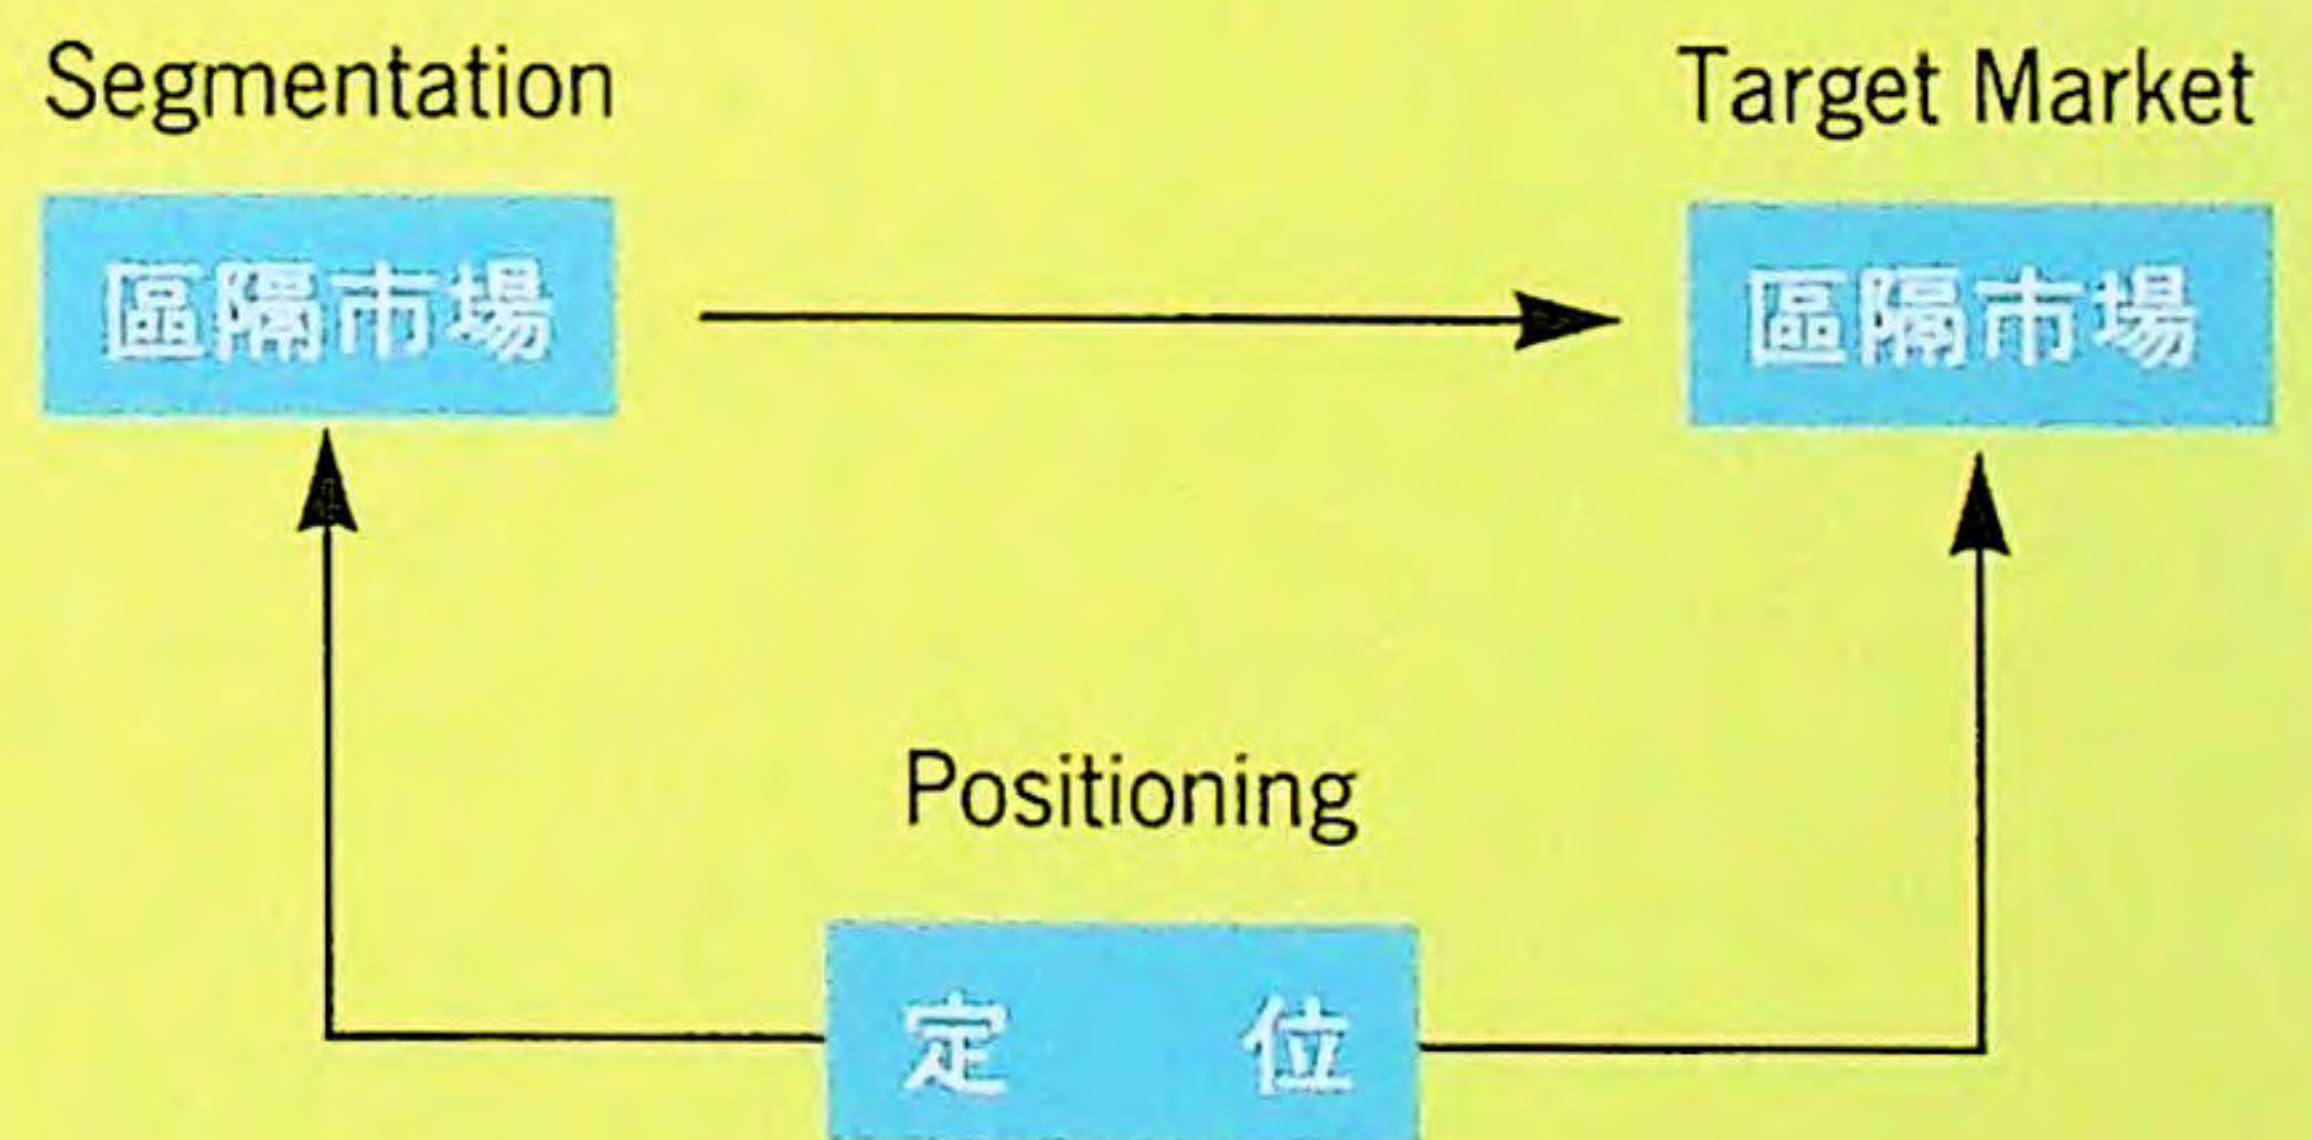 Segmentation
Target Market
區隔市場
區隔市場
Positioning
定 位